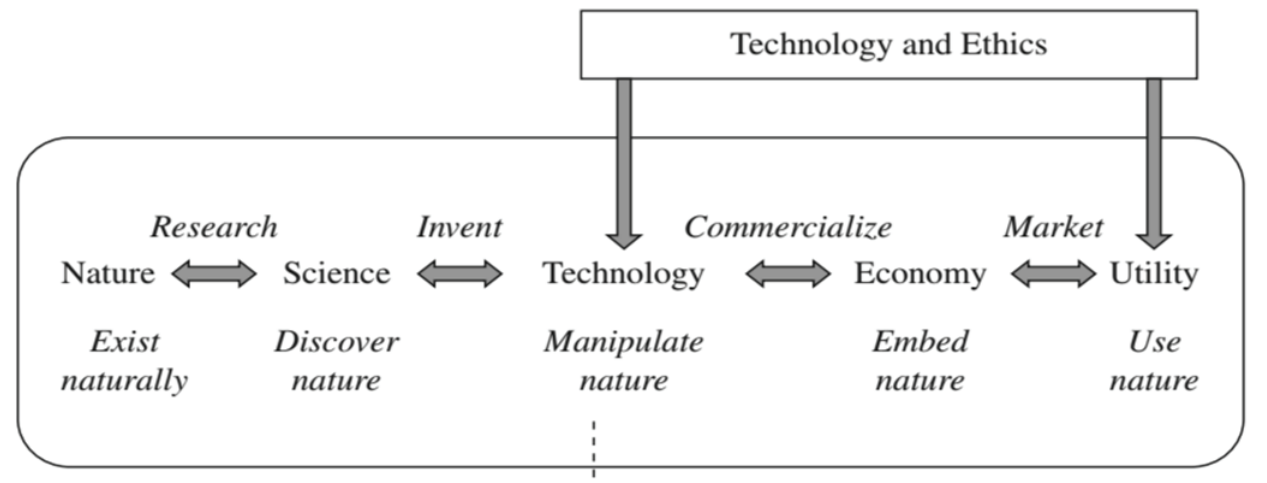 Technology and Ethics
Research Invent Commercialize Market
Nature Science Technology Economy Utility
Exist Discover Manipulate Embed Use
naturally nature nature nature nature